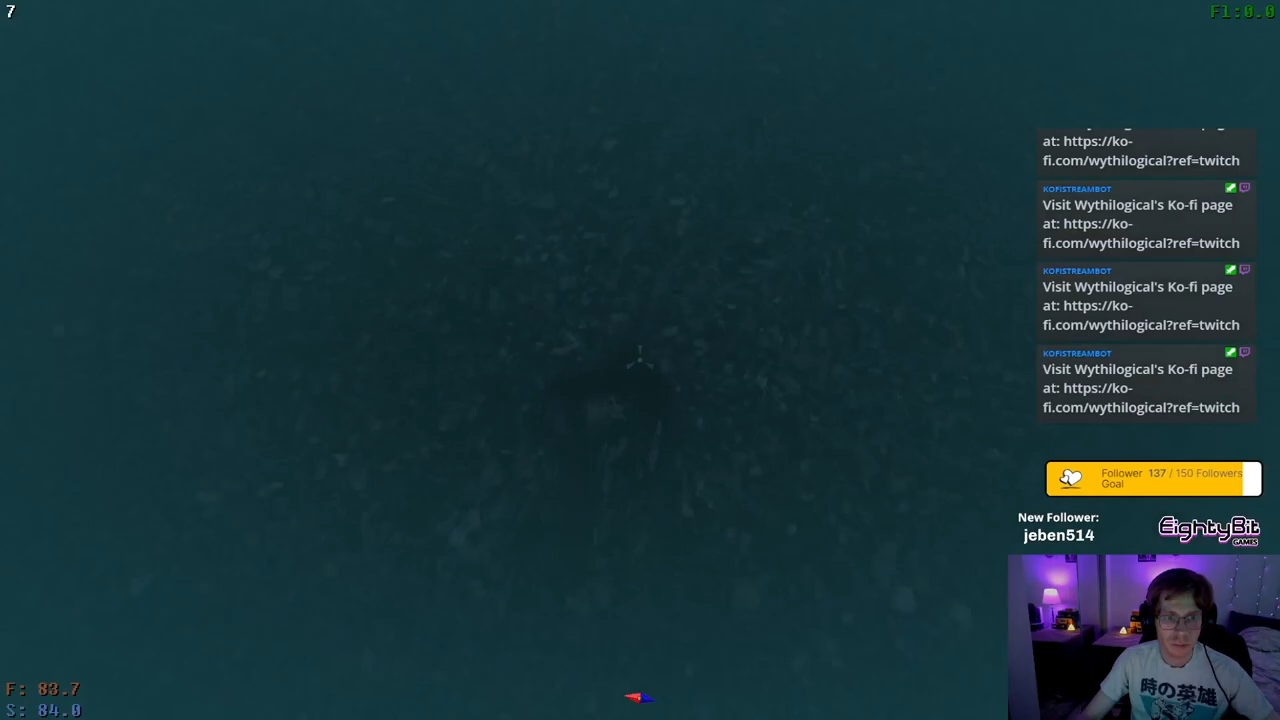 7
F1:0.0
at: https://ko-
fi.com/wythilogical?ref=twitch
KOFISTREAMBOT
Visit Wythilogical's Ko-fi page
at: https://ko-
fi.com/wythilogical?ref=twitch
KOFISTREAMBOT
Visit Wythilogical's Ko-fi page
at: https://ko-
fi.com/wythilogical?ref=twitch
KOFISTREAMBOT
Visit Wythilogical's Ko-fi page
at: https://ko-
fi.com/wythilogical?ref=twitch
Follower 137 / 150 Followers
Goal
New Follower:
jeben514
EightyBit
GAMES
時の英雄
F: 83.7
S: 84.0